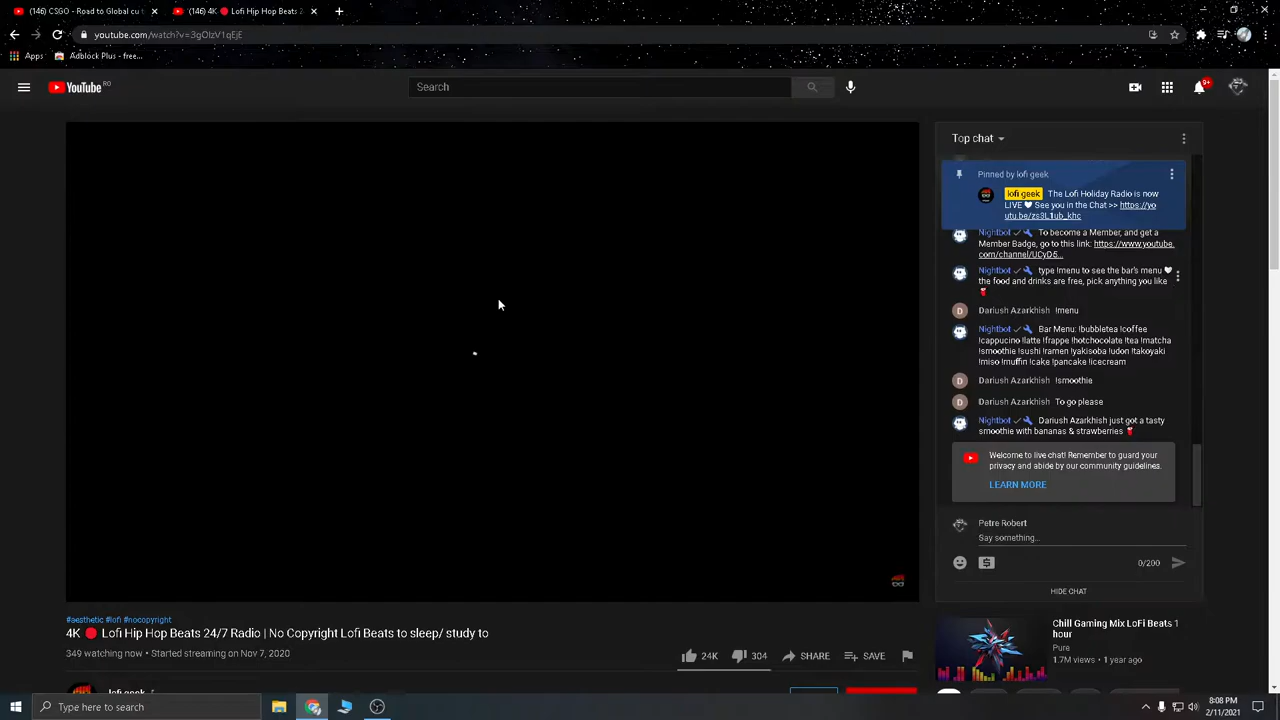 (146) CSGO - Road to Global cu t
(146) 4K 🔴 Lofi Hip Hop Beats 2
youtube.com/watch?v=3gOIzV1qEjE
Apps
Adblock Plus - free...
YouTube RO
Search
9+
Top chat
Pinned by lofi geek
lofi geek The Lofi Holiday Radio is now
LIVE 🤍 See you in the Chat >> https://yo
utu.be/zs3L1ub_khc
Nightbot To become a Member, and get a
Member Badge, go to this link: https://www.youtube.
com/channel/UCyD5...
Nightbot type !menu to see the bar's menu 🤍
the food and drinks are free, pick anything you like
D Dariush Azarkhish !menu
Nightbot Bar Menu: !bubbletea !coffee
!cappucino !latte !frappe !hotchocolate !tea !matcha
!smoothie !sushi !ramen !yakisoba !udon !takoyaki
!miso !muffin !cake !pancake !icecream
D Dariush Azarkhish !smoothie
D Dariush Azarkhish To go please
Nightbot Dariush Azarkhish just got a tasty
smoothie with bananas & strawberries
Welcome to live chat! Remember to guard your
privacy and abide by our community guidelines.
LEARN MORE
Petre Robert
Say something...
0/200
HIDE CHAT
#aesthetic #lofi #nocopyright
4K 🔴 Lofi Hip Hop Beats 24/7 Radio | No Copyright Lofi Beats to sleep/ study to
349 watching now • Started streaming on Nov 7, 2020
24K
304
SHARE
SAVE
Chill Gaming Mix LoFi Beats 1
hour
Pure
1.7M views • 1 year ago
lofi geek
Type here to search
8:08 PM
2/11/2021